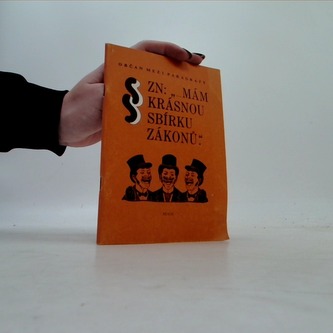 OBČAN MEZI PARAGRAFY
§ ZN: „MÁM
§ KRÁSNOU
SBÍRKU
ZÁKONŮ“